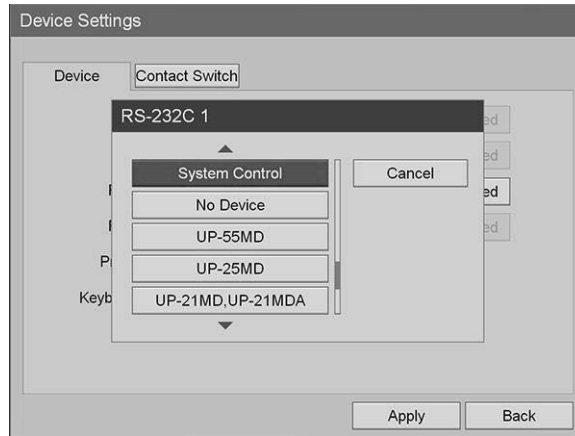 Device Settings
Device
Contact Switch
RS-232C 1
System Control
Cancel
No Device
UP-55MD
UP-25MD
UP-21MD,UP-21MDA
Apply
Back